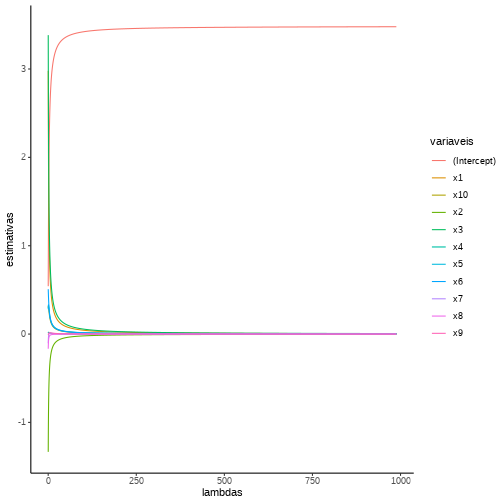 3
2
1
0
-1
0
250
500
750
1000
lambdas
estimativas
variaveis
(Intercept)
x1
x10
x2
x3
x4
x5
x6
x7
x8
x9